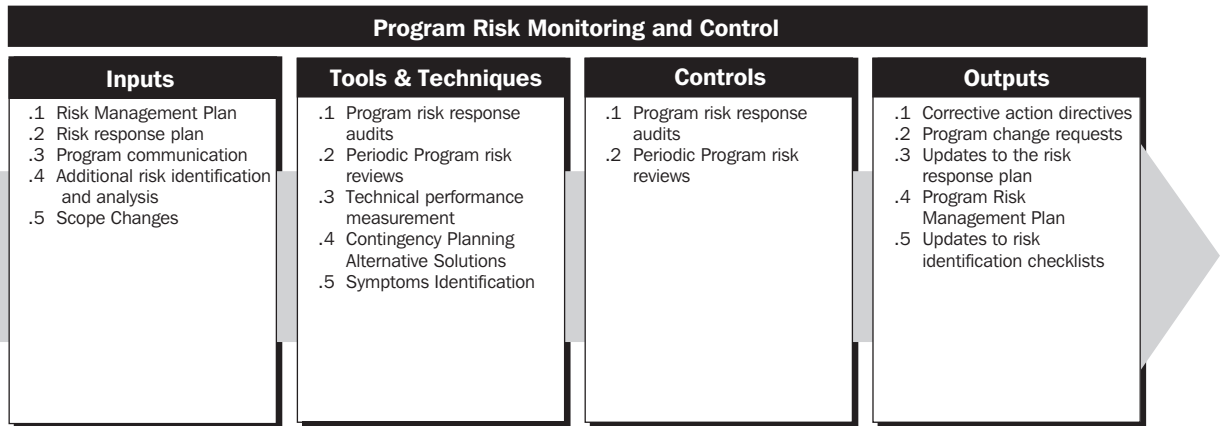 Program Risk Monitoring and Control
Inputs
.1 Risk Management Plan
.2 Risk response plan
.3 Program communication
.4 Additional risk identification
and analysis
.5 Scope Changes
Tools & Techniques
.1 Program risk response
audits
.2 Periodic Program risk
reviews
.3 Technical performance
measurement
.4 Contingency Planning
Alternative Solutions
.5 Symptoms Identification
Controls
.1 Program risk response
audits
.2 Periodic Program risk
reviews
Outputs
.1 Corrective action directives
.2 Program change requests
.3 Updates to the risk
response plan
.4 Program Risk
Management Plan
.5 Updates to risk
identification checklists